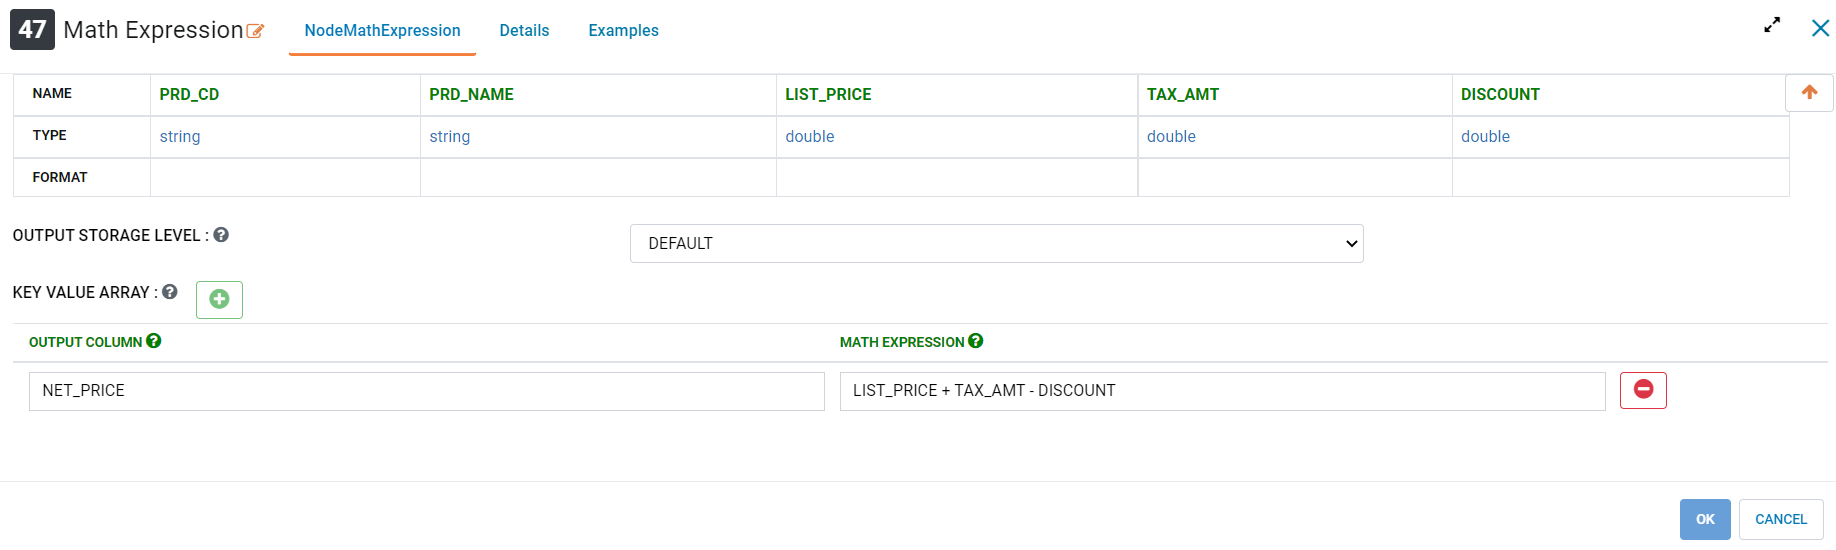 47 Math Expression NodeMathExpression Details Examples
NAME PRD_CD PRD_NAME LIST_PRICE TAX_AMT DISCOUNT
TYPE string string double double double
FORMAT
OUTPUT STORAGE LEVEL : DEFAULT
KEY VALUE ARRAY :
OUTPUT COLUMN MATH EXPRESSION
NET_PRICE LIST_PRICE + TAX_AMT - DISCOUNT
OK CANCEL